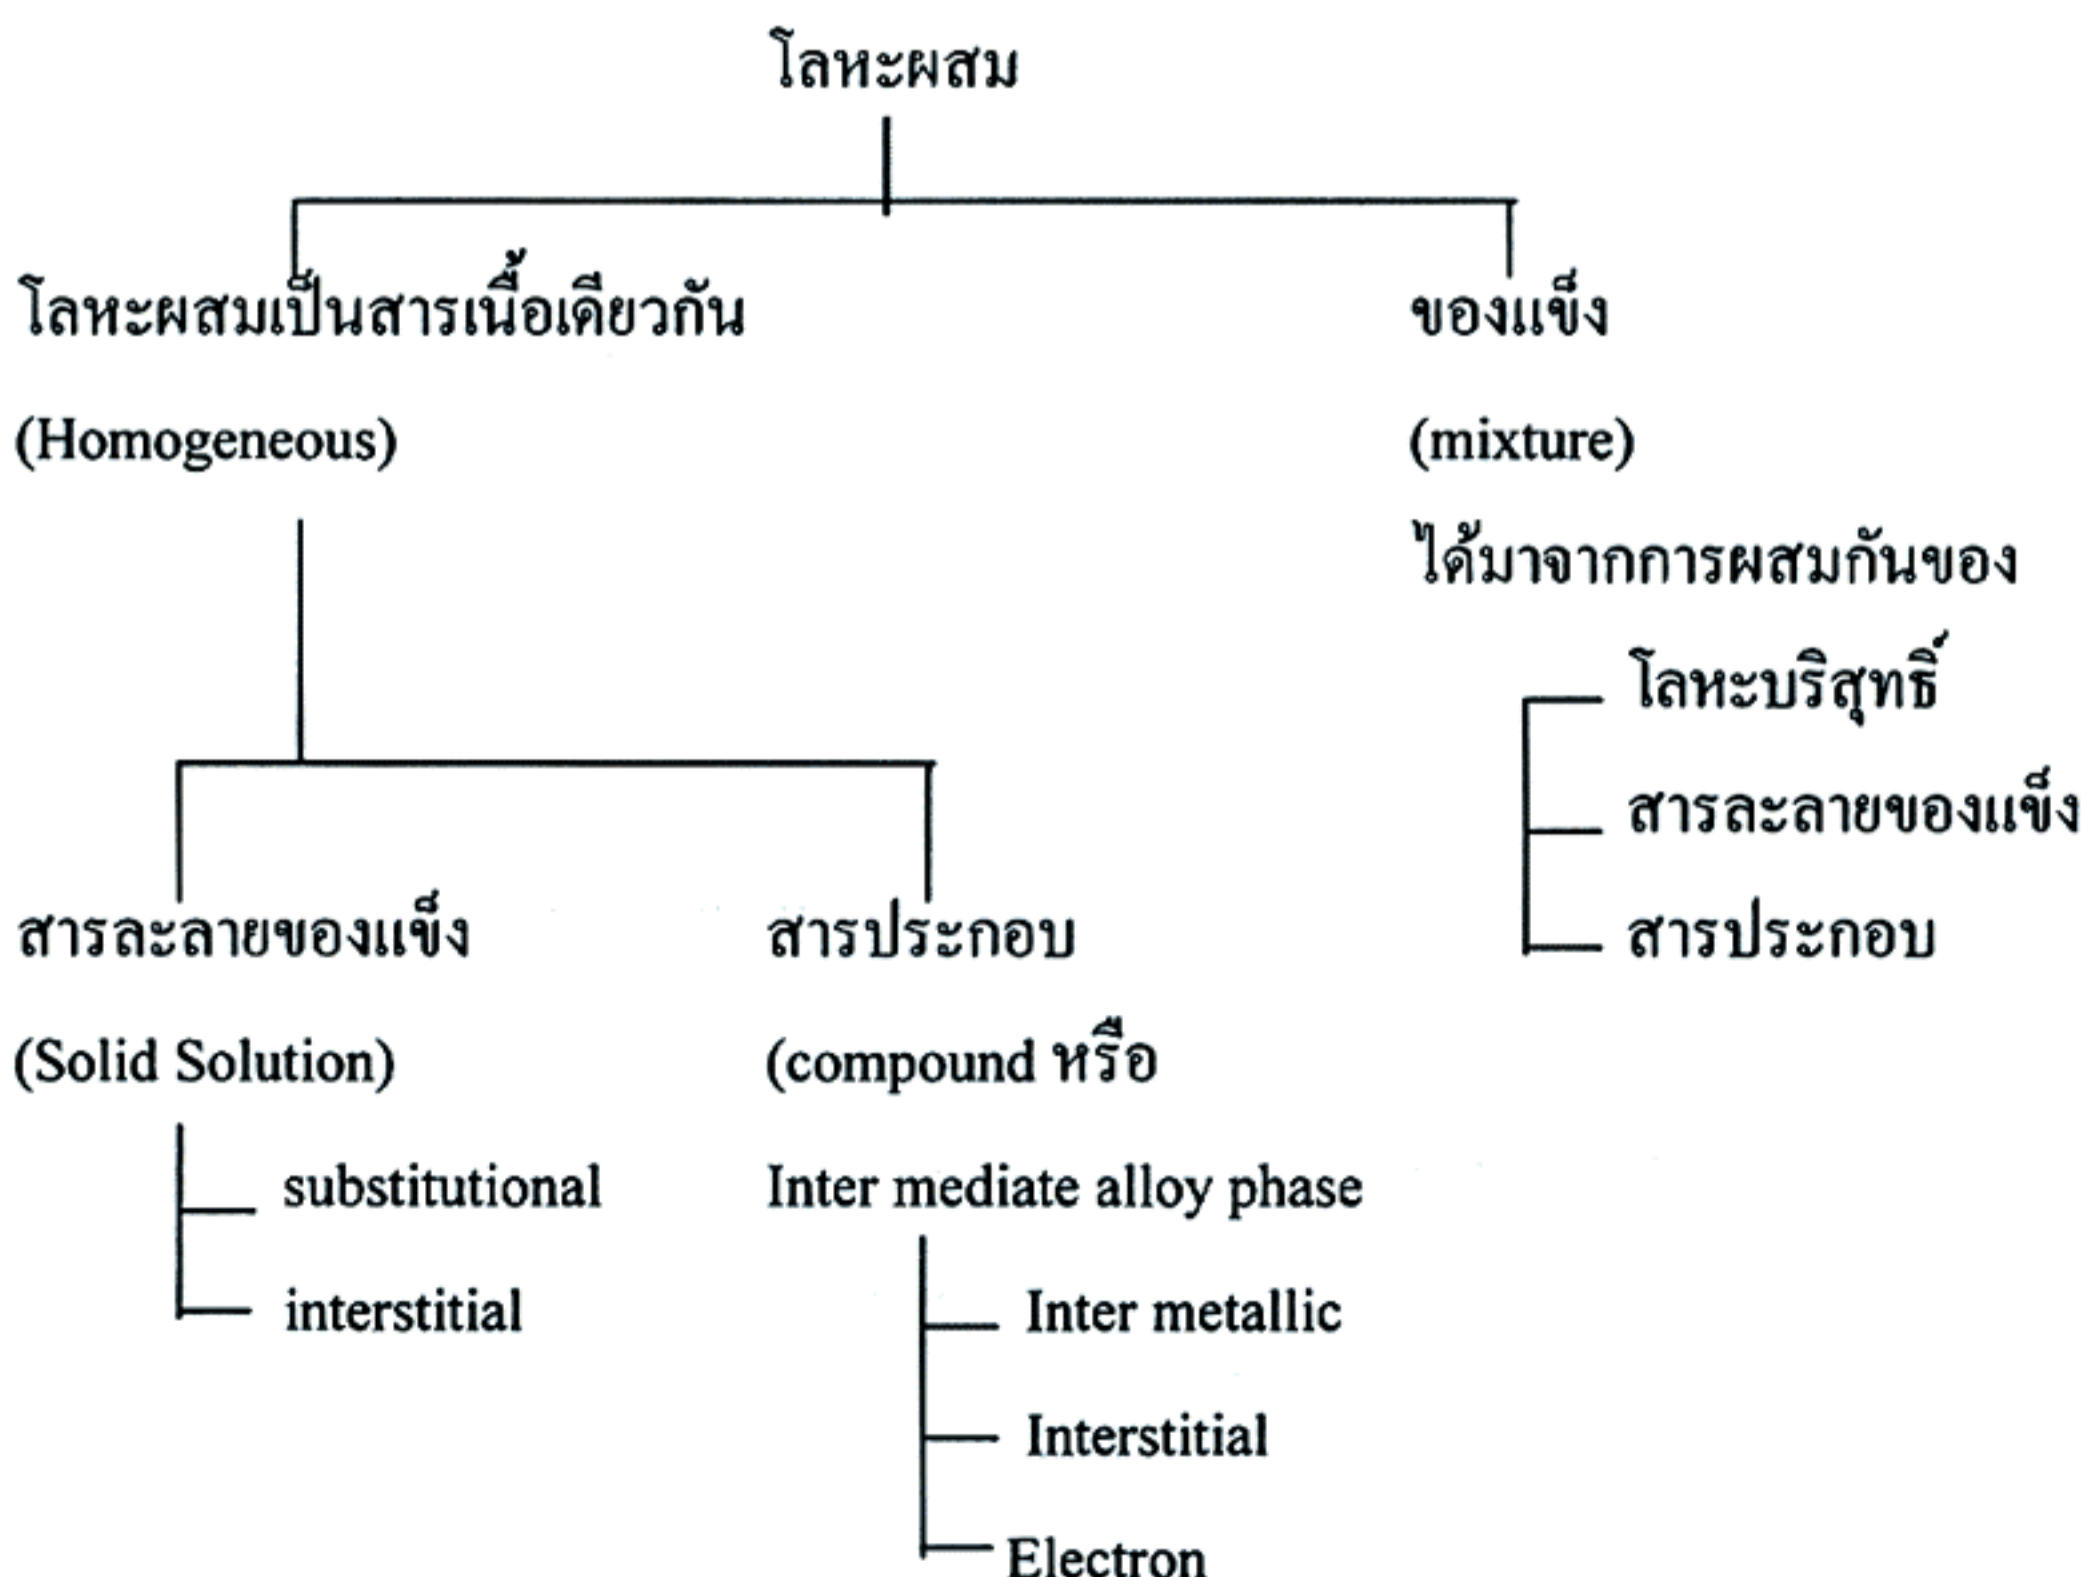 โลหะผสม
โลหะผสมเป็นสารเนื้อเดียวกัน
(Homogeneous)
ของแข็ง
(mixture)
ได้มาจากการผสมกันของ
โลหะบริสุทธิ์
สารละลายของแข็ง
สารประกอบ
สารละลายของแข็ง
(Solid Solution)
substitutional
interstitial
สารประกอบ
(compound หรือ
Inter mediate alloy phase
Inter metallic
Interstitial
Electron